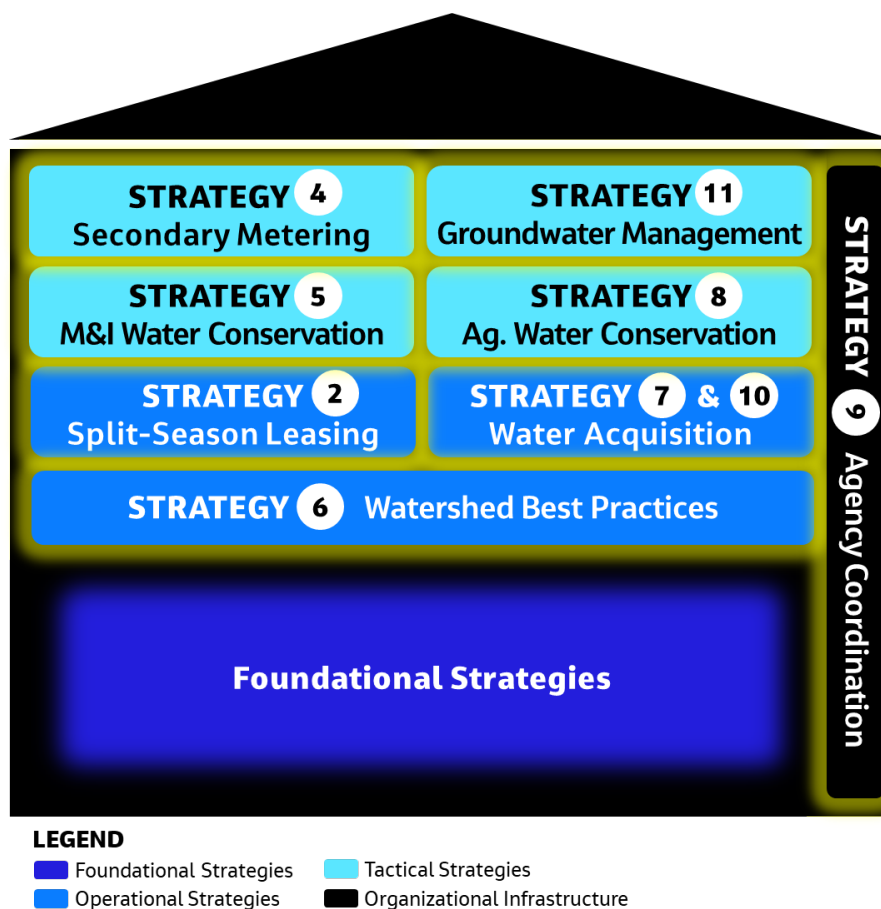 STRATEGY 4
Secondary Metering
STRATEGY 11
Groundwater Management
STRATEGY 5
M&I Water Conservation
STRATEGY 8
Ag. Water Conservation
STRATEGY 2
Split-Season Leasing
STRATEGY 7 & 10
Water Acquisition
STRATEGY 6 Watershed Best Practices
STRATEGY 9 Agency Coordination
Foundational Strategies
LEGEND
Foundational Strategies
Tactical Strategies
Operational Strategies
Organizational Infrastructure